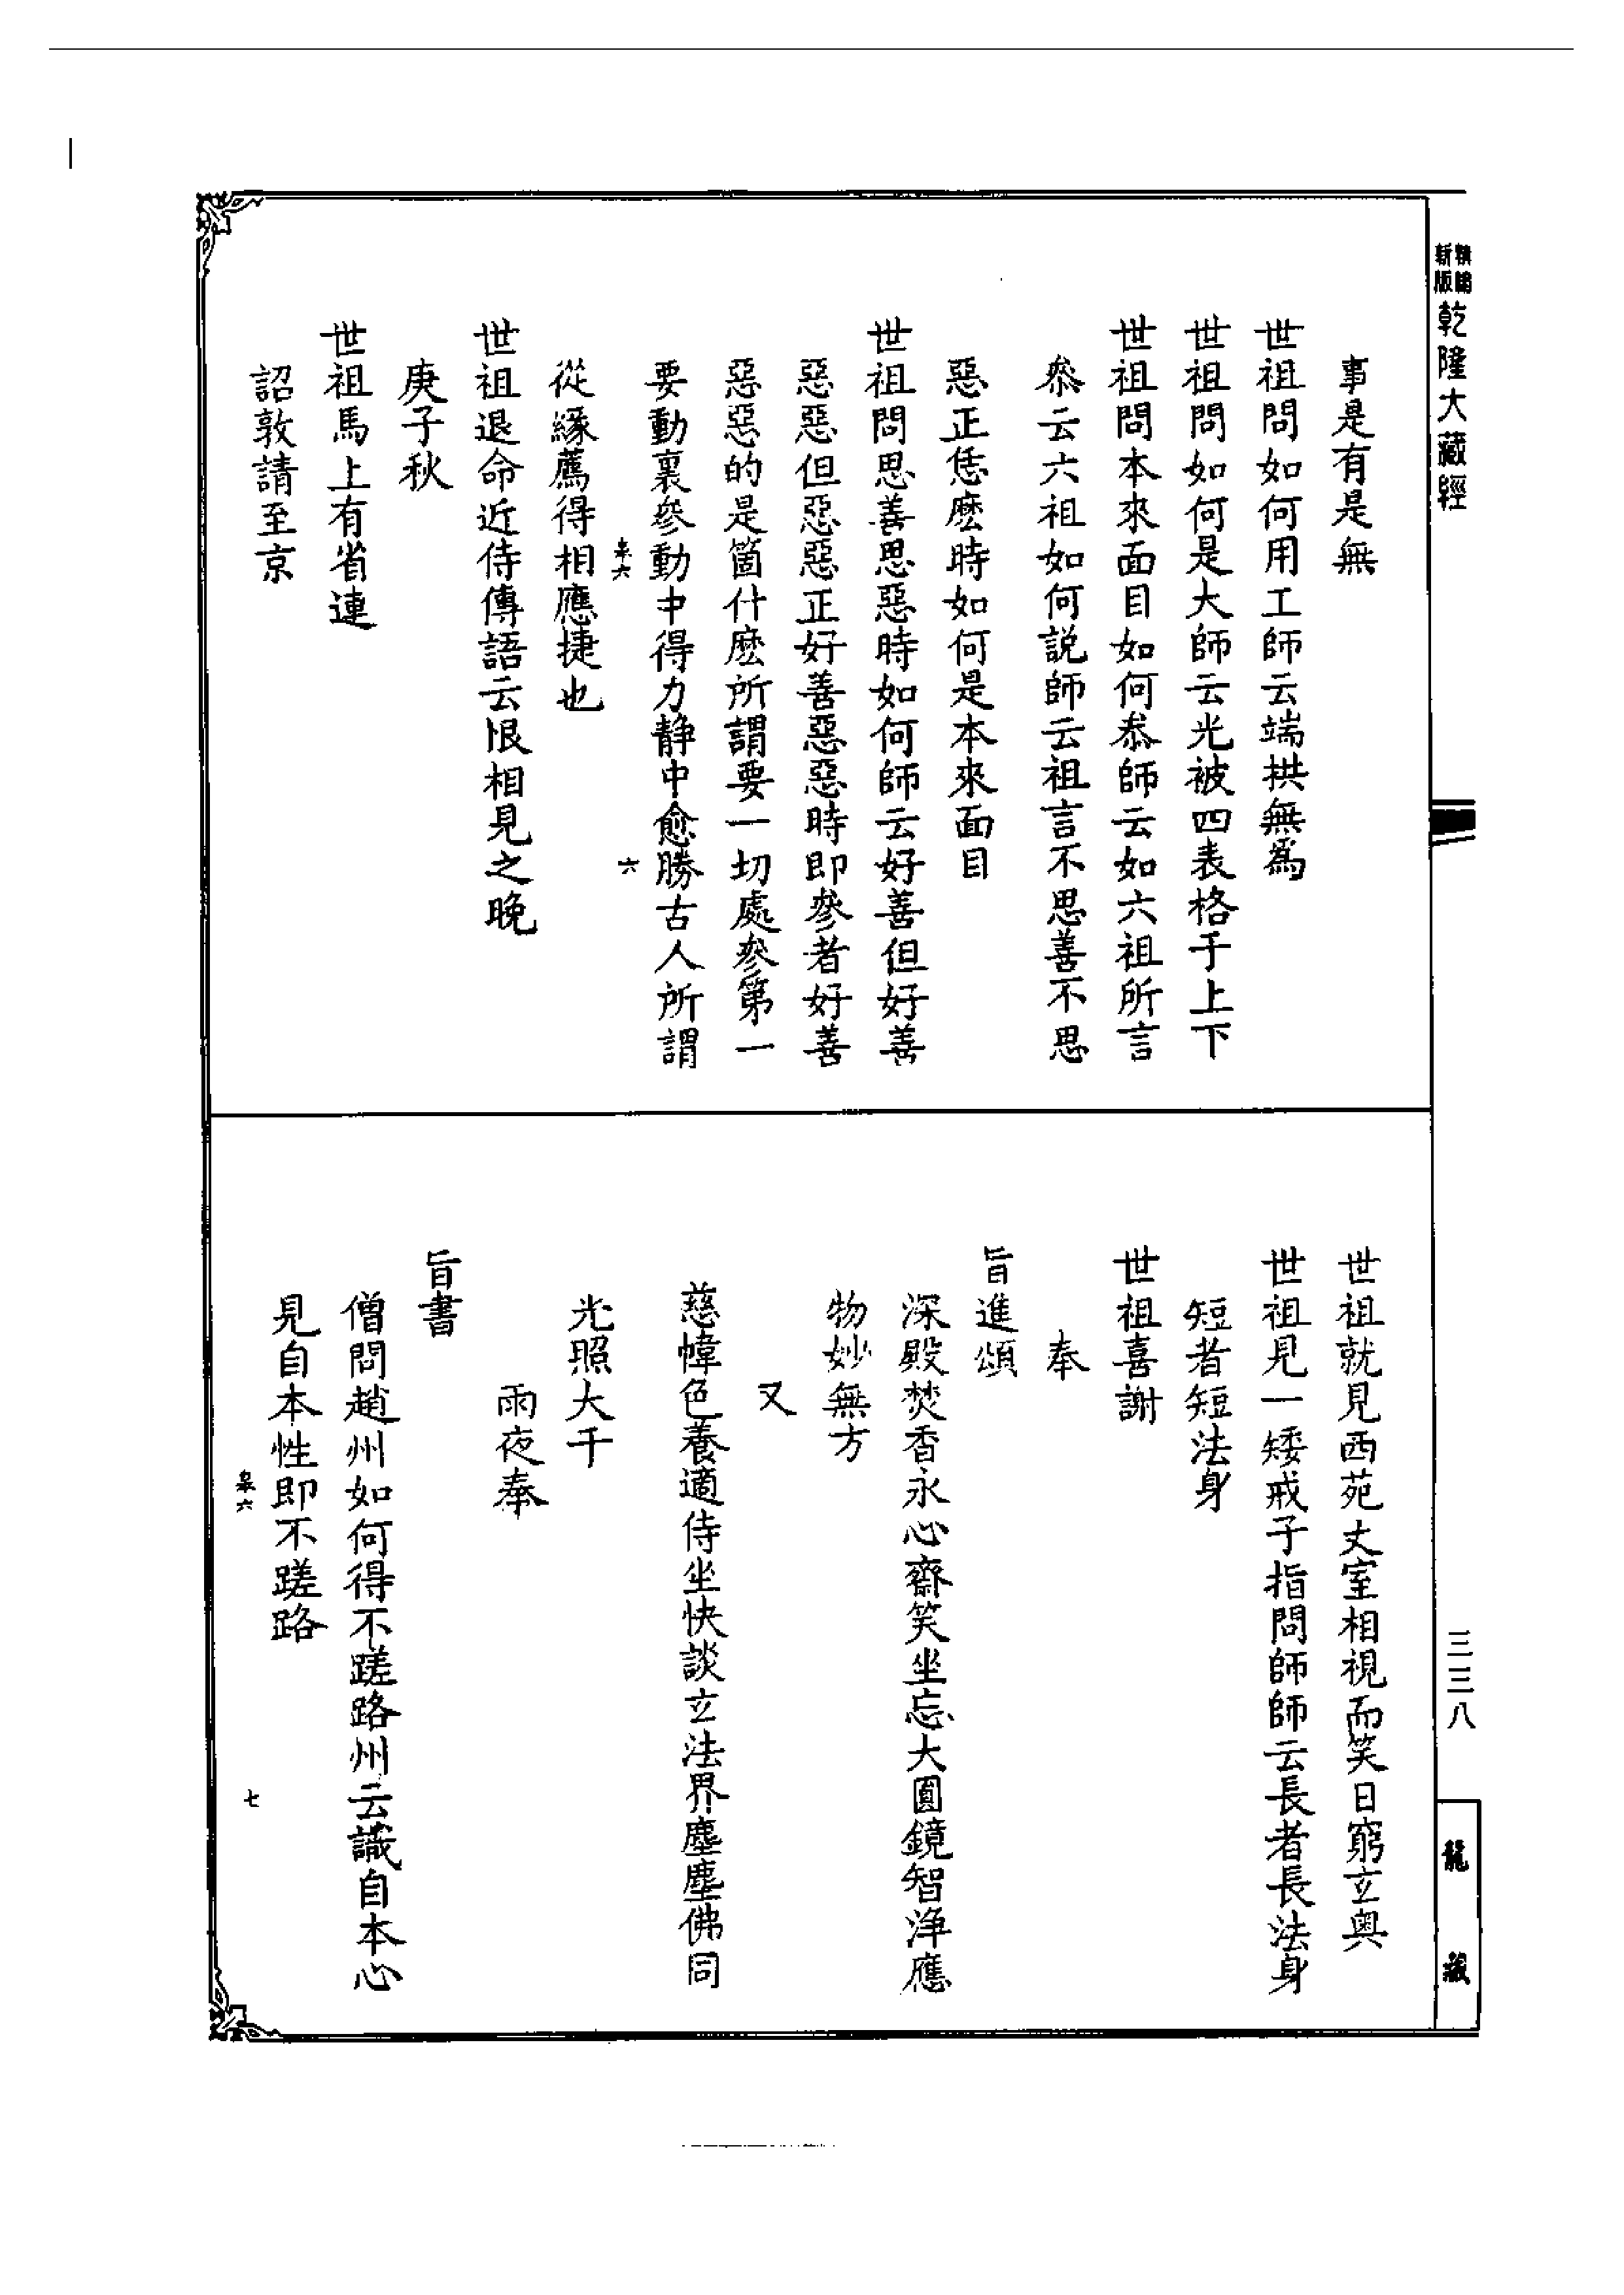 新版
乾隆大藏經
事是有是無
世祖問如何用工師云端拱無爲
世祖問如何是大師云光被四表格于上下
世祖問本來面目如何叅師云如六祖所言
叅云六祖如何說師云祖言不思善不思
惡正恁麽時如何是本來面目
世祖問思善思惡時如何師云好善但好善
惡惡但惡惡正好善惡惡時即參者好善
惡惡的是箇什麽所謂要一切處參第一
要動裏參動中得力静中愈勝古人所謂
六
從緣薦得相應捷也
世祖退命近侍傳語云恨相見之晚
庚子秋
世祖馬上有省連
詔敦請至京
世祖就見西苑丈室相視而笑日窮立奥
世祖見一矮戒子指問師師云長者長法身
短者短法身
世祖喜謝
奉
旨進頌
深殿焚香永心齋笑坐忘大圓鏡智淨應
物妙無方
又
慈幃色養適侍坐快談立法界塵塵佛同
光照大千
雨夜奉
旨書
僧問趙州如何得不蹉路州云識自本心
見自本性即不蹉路
七
三三八
龍藏